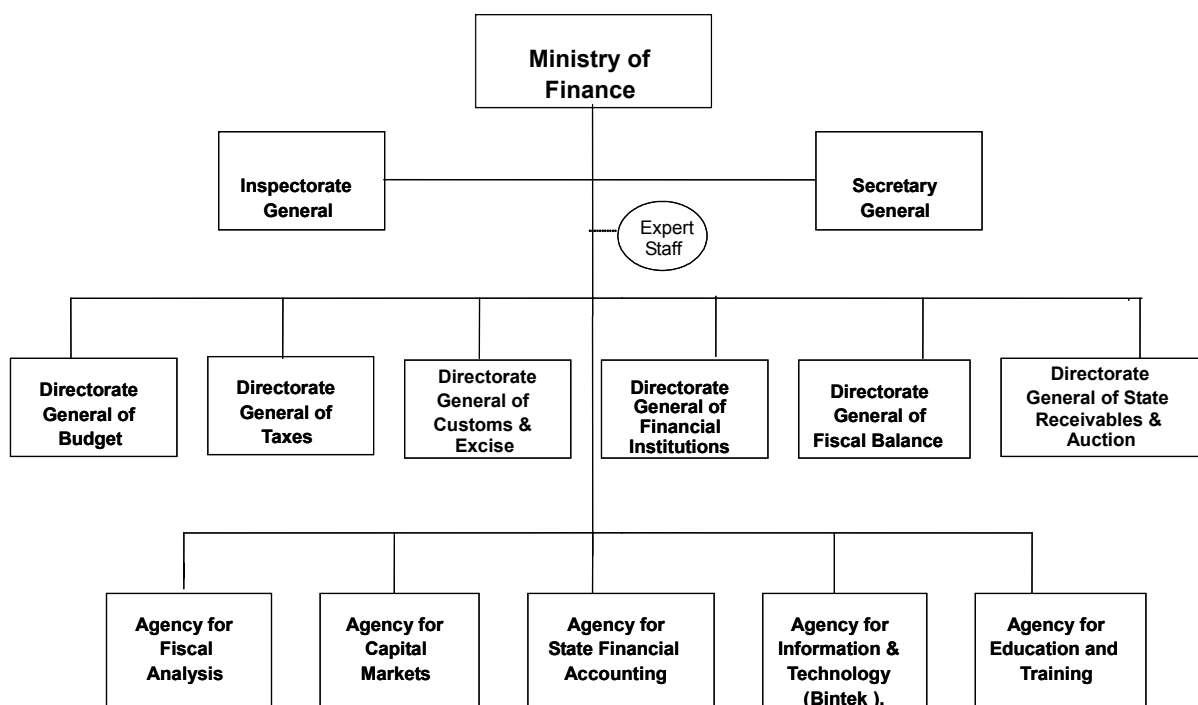 Ministry of
Finance
Inspectorate
General
Secretary
General
Expert
Staff
Directorate
General of
Budget
Directorate
General of
Taxes
Directorate
General of
Customs &
Excise
Directorate
General of
Financial
Institutions
Directorate
General of
Fiscal Balance
Directorate
General of State
Receivables &
Auction
Agency for
Fiscal
Analysis
Agency for
Capital
Markets
Agency for
State Financial
Accounting
Agency for
Information &
Technology
(Bintek ).
Agency for
Education and
Training